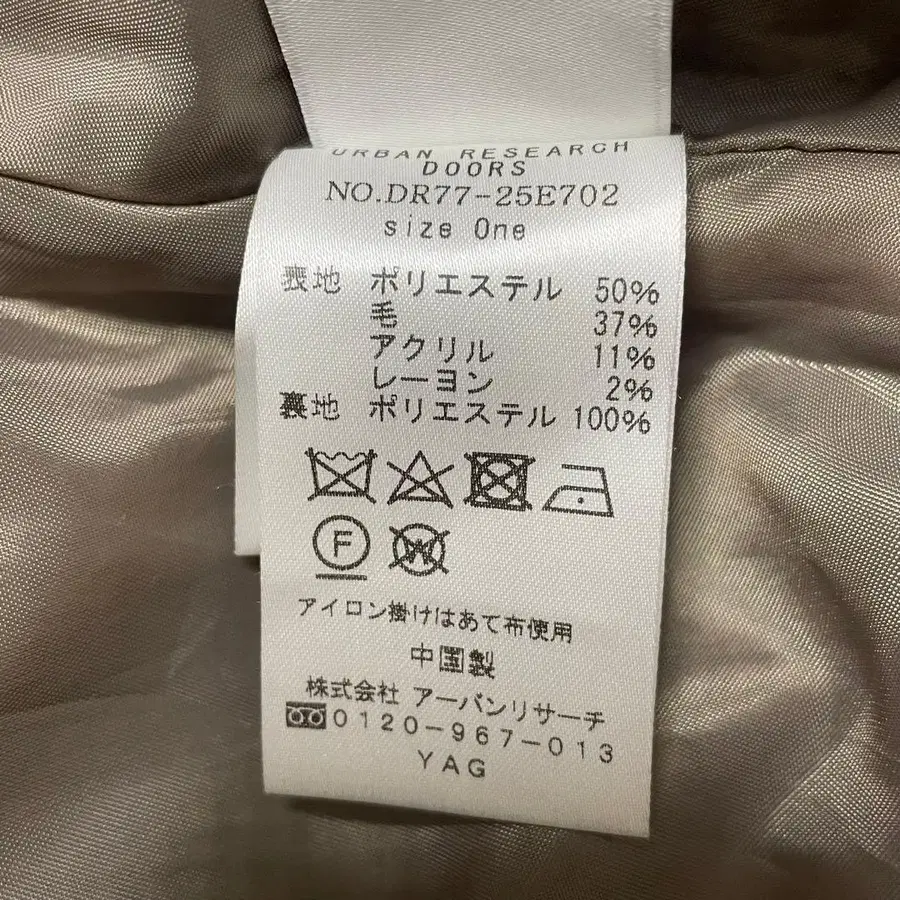 URBAN RESEARCH
DOORS
NO.DR77-25E702
size One
表地 ポリエステル 50%
毛 37%
アクリル 11%
レーヨン 2%
裏地 ポリエステル 100%
F W
アイロン掛けはあて布使用
中国製
株式会社 アーバンリサーチ
0120-967-013
YAG